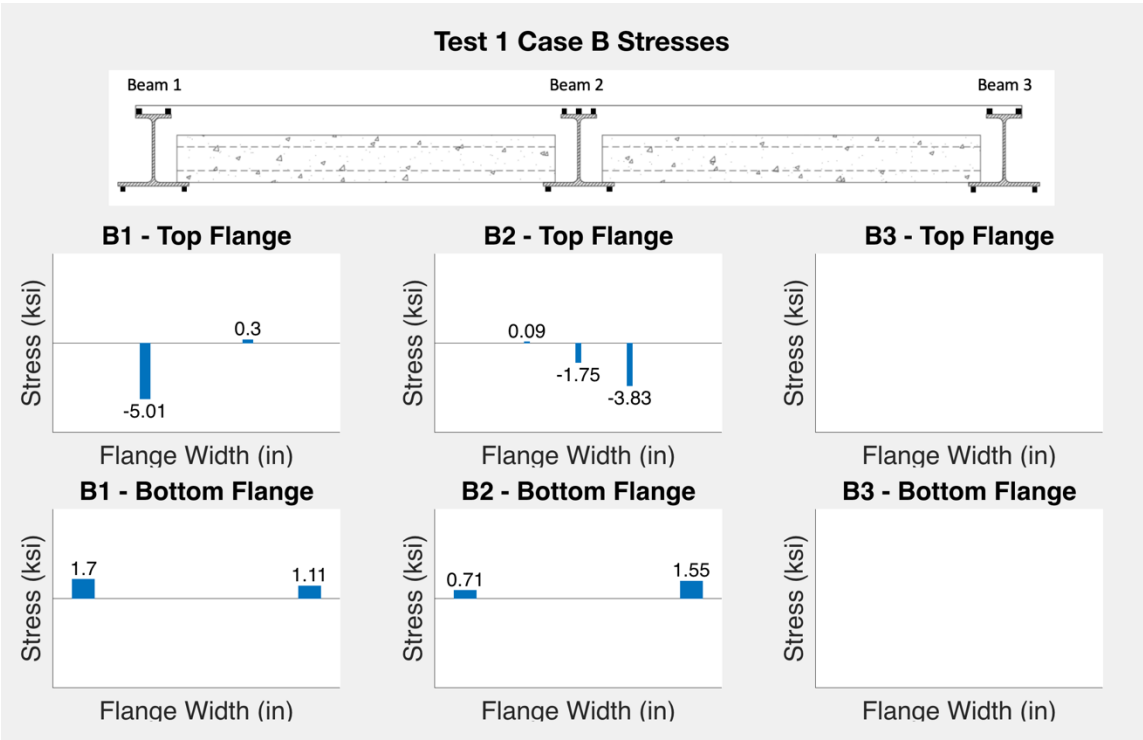 Test 1 Case B Stresses
Beam 1 Beam 2 Beam 3
B1 - Top Flange
Stress (ksi)
0.3
-5.01
Flange Width (in)
B2 - Top Flange
Stress (ksi)
0.09
-1.75
-3.83
Flange Width (in)
B3 - Top Flange
Stress (ksi)
Flange Width (in)
B1 - Bottom Flange
Stress (ksi)
1.7
1.11
Flange Width (in)
B2 - Bottom Flange
Stress (ksi)
0.71
1.55
Flange Width (in)
B3 - Bottom Flange
Stress (ksi)
Flange Width (in)